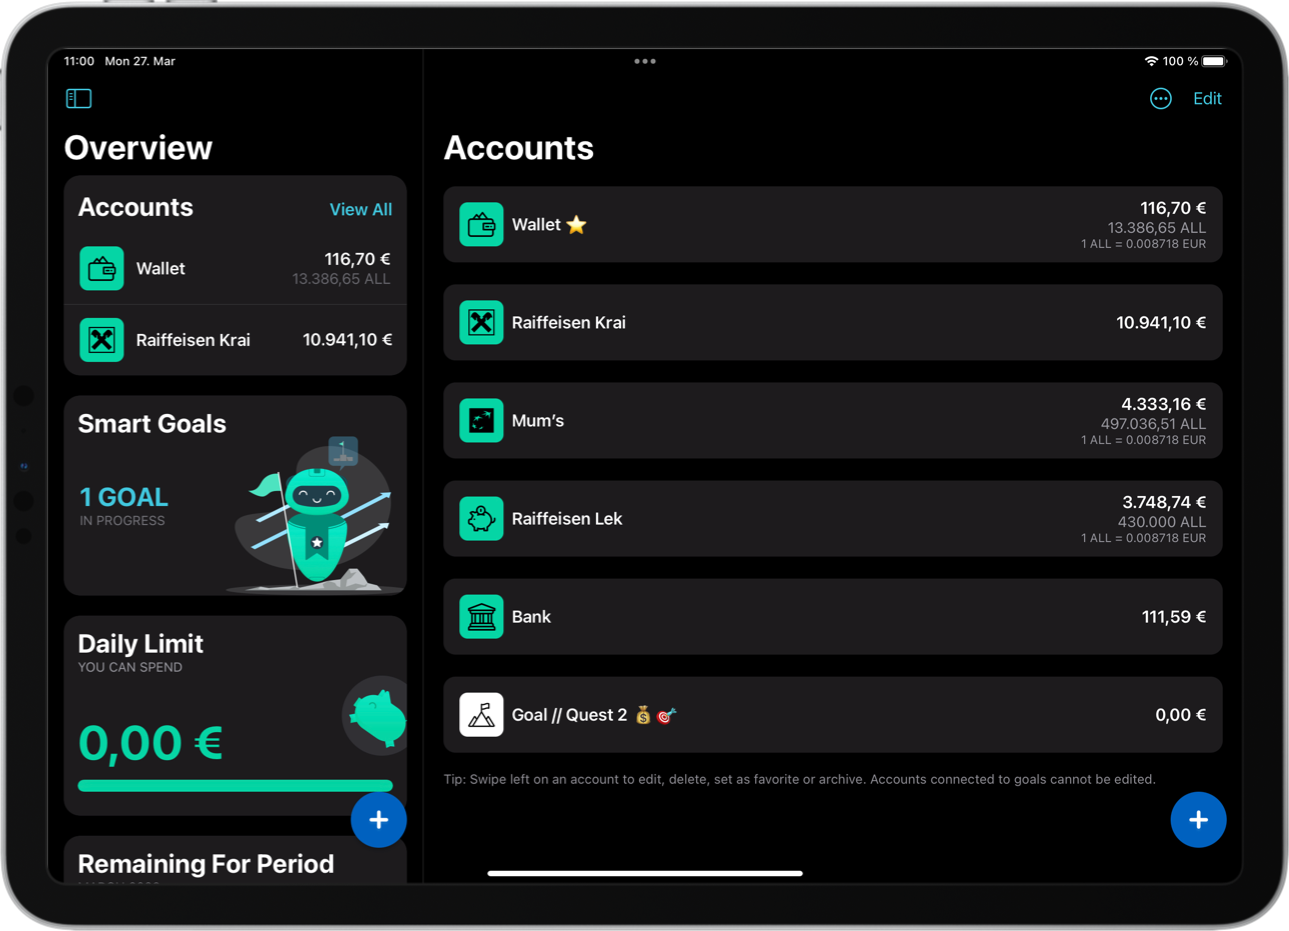 11:00 Mon 27. Mar
100 %
Edit
Overview
Accounts
View All
Wallet
116,70 €
13.386,65 ALL
Raiffeisen Krai
10.941,10 €
Smart Goals
1 GOAL
IN PROGRESS
Daily Limit
YOU CAN SPEND
0,00 €
Remaining For Period
Accounts
Wallet ⭐
116,70 €
13.386,65 ALL
1 ALL = 0.008718 EUR
Raiffeisen Krai
10.941,10 €
Mum’s
4.333,16 €
497.036,51 ALL
1 ALL = 0.008718 EUR
Raiffeisen Lek
3.748,74 €
430.000 ALL
1 ALL = 0.008718 EUR
Bank
111,59 €
Goal // Quest 2 💰🎯
0,00 €
Tip: Swipe left on an account to edit, delete, set as favorite or archive. Accounts connected to goals cannot be edited.